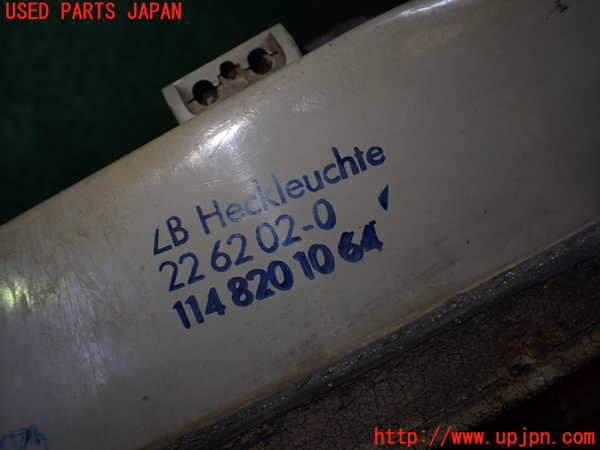 USED PARTS JAPAN
LB Heckleuchte
22 62 02-0
114 820 10 64
http://www.upjpn.com/